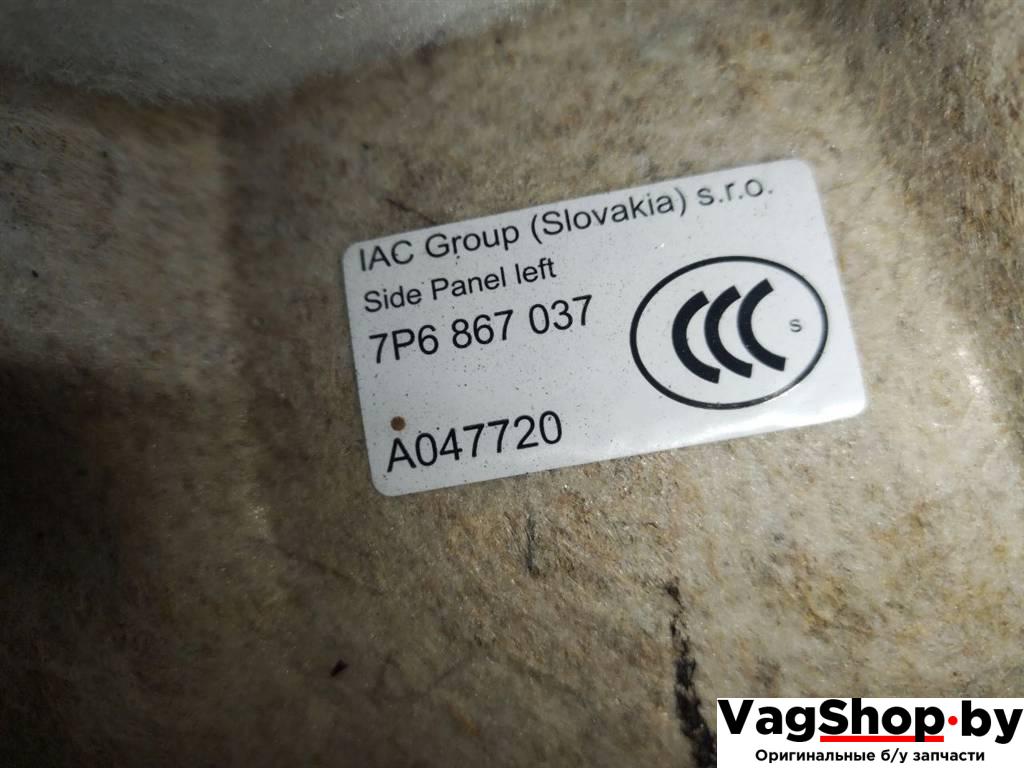 IAC Group (Slovakia) s.r.o.
Side Panel left
7P6 867 037
CCC S
A047720
VagShop.by
Оригинальные б/у запчасти